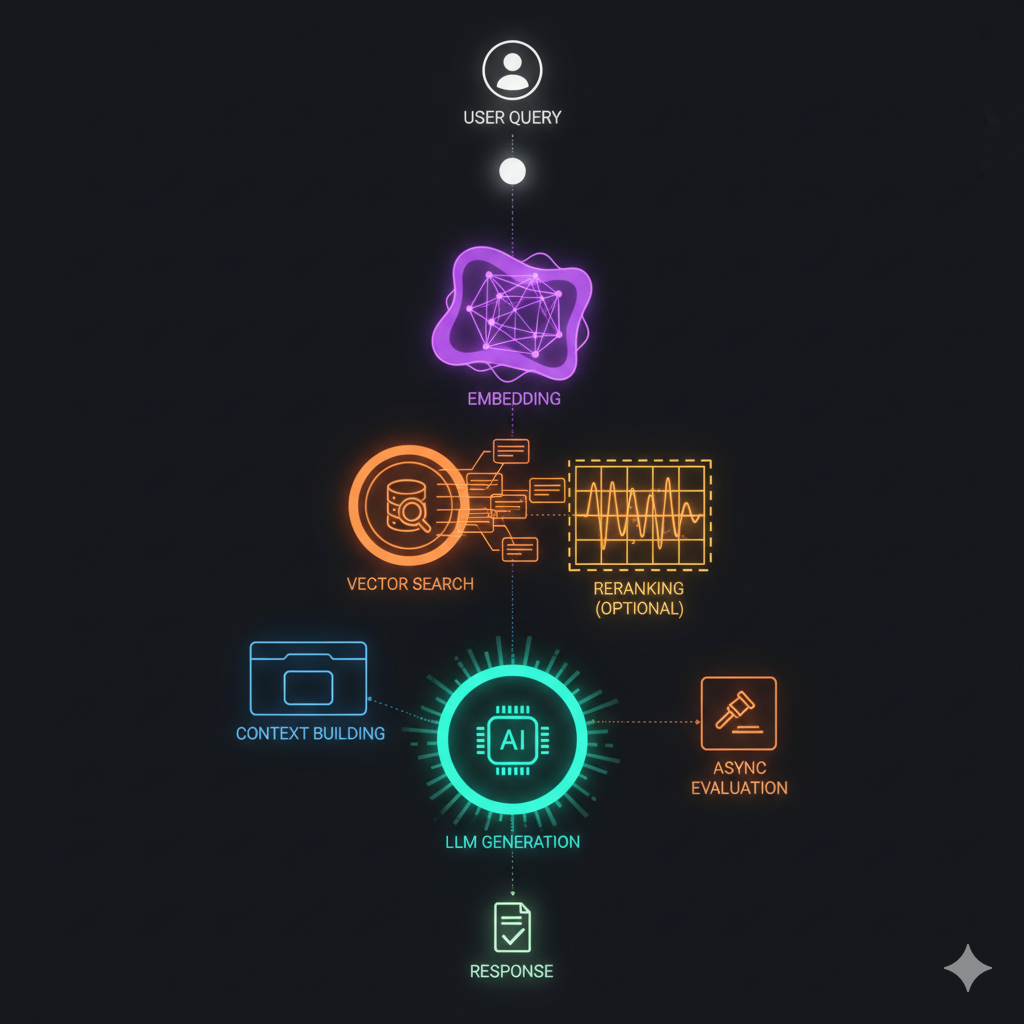 USER QUERY
EMBEDDING
VECTOR SEARCH
RERANKING
(OPTIONAL)
CONTEXT BUILDING
AI
ASYNC
EVALUATION
LLM GENERATION
RESPONSE